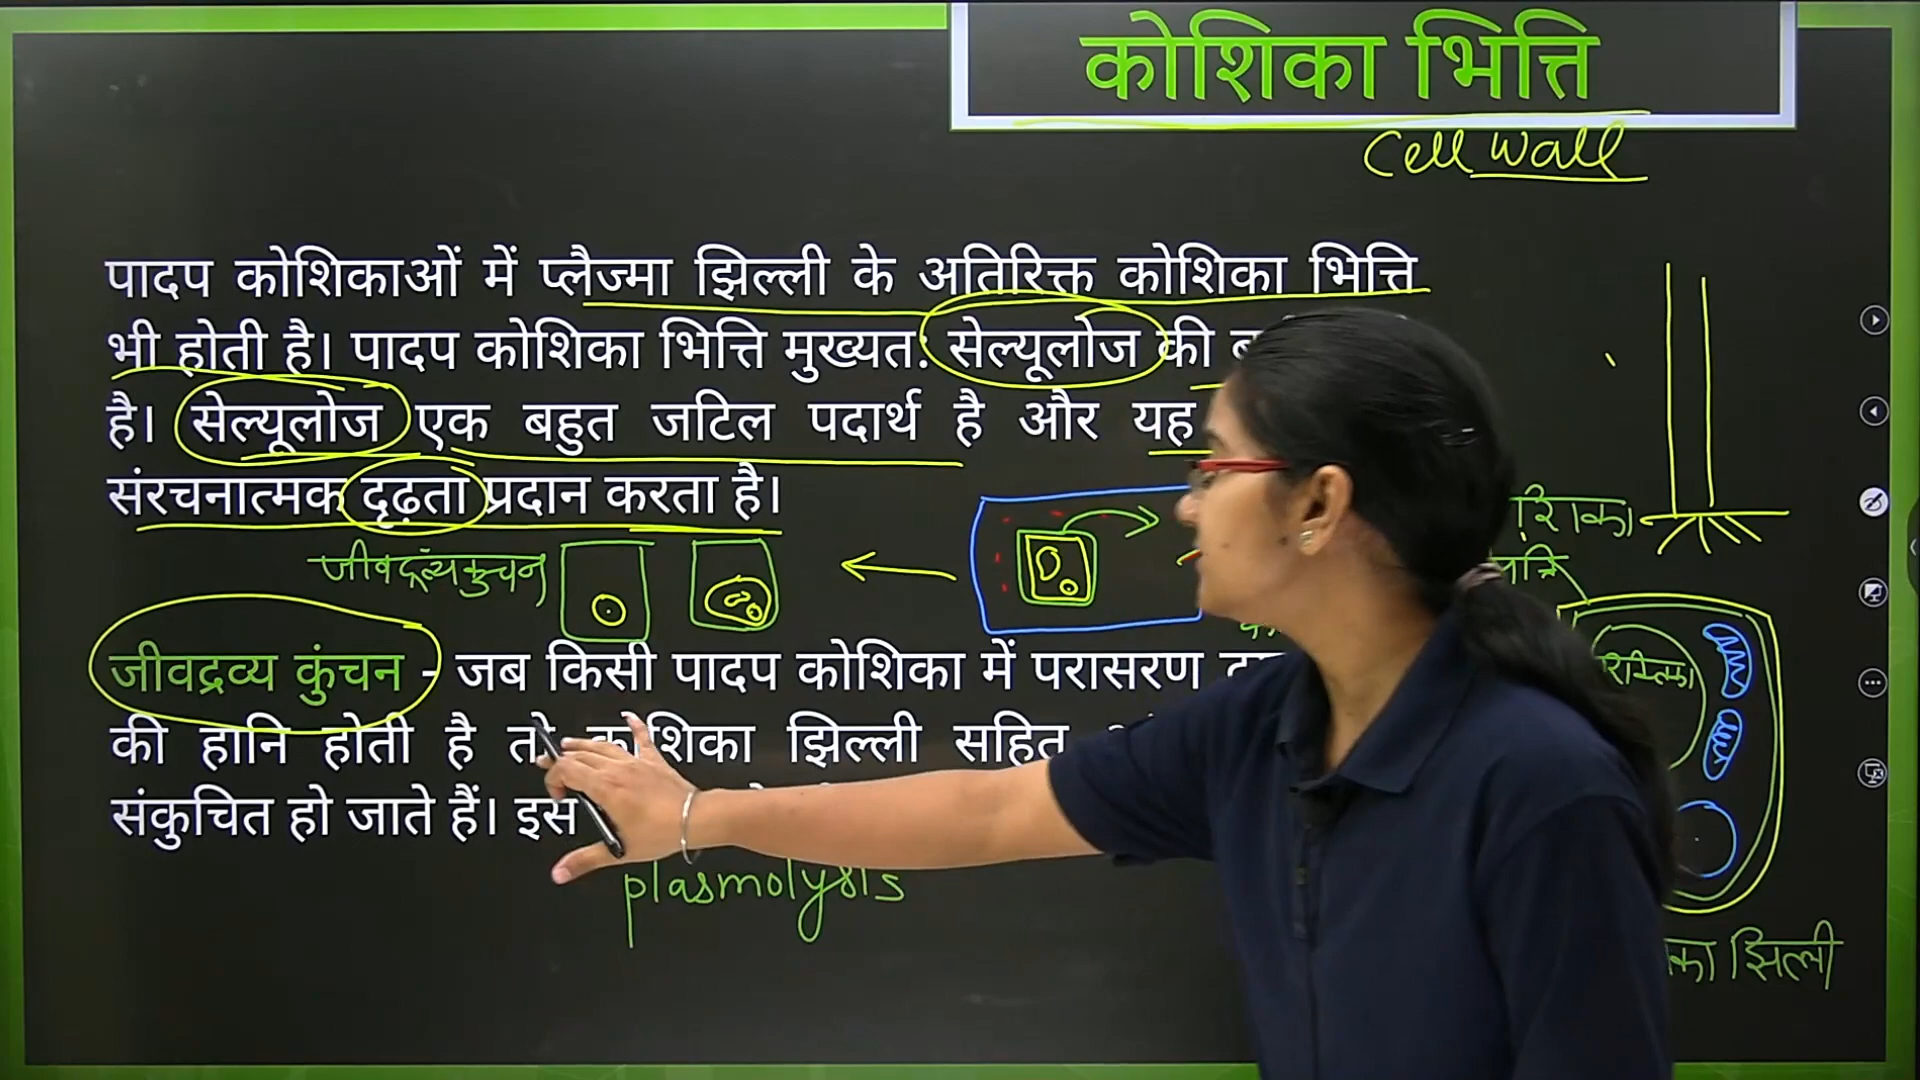 कोशिका भित्ति
Cell Wall
पादप कोशिकाओं में प्लैज्मा झिल्ली के अतिरिक्त कोशिका भित्ति
भी होती है। पादप कोशिका भित्ति मुख्यत: सेल्यूलोज की
है। सेल्यूलोज एक बहुत जटिल पदार्थ है और यह
संरचनात्मक दृढ़ता प्रदान करता है।
जीवद्रव्यकुंचन
जीवद्रव्य कुंचन - जब किसी पादप कोशिका में परासरण
की हानि होती है तो कोशिका झिल्ली सहित
संकुचित हो जाते हैं। इस
plasmolysis
झिल्ली